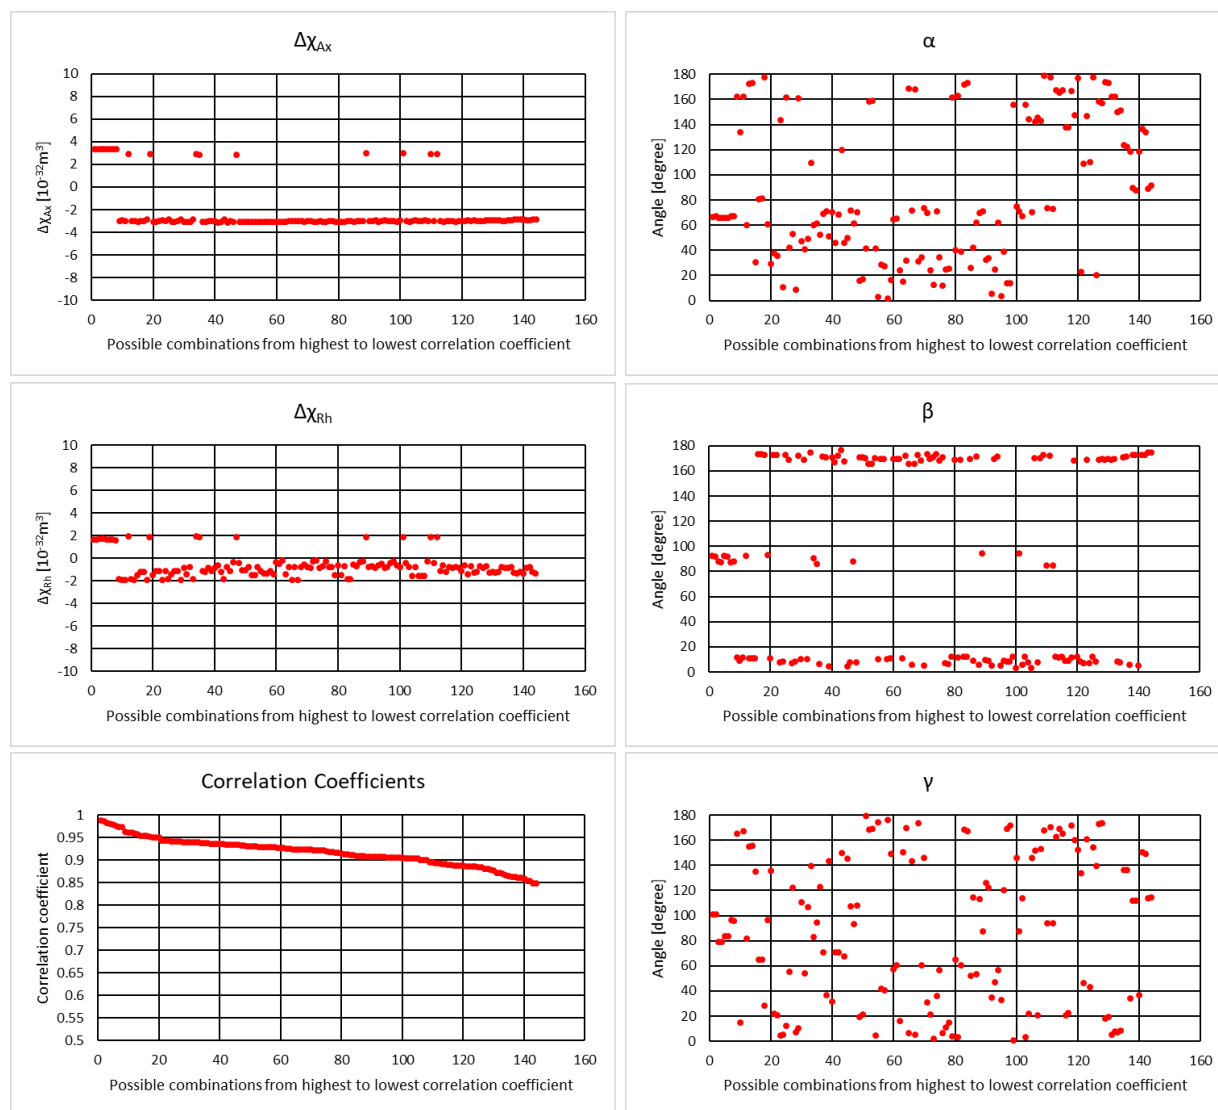 Δχ_Ax
10
8
6
4
2
0
-2
-4
-6
-8
-10
Δχ_Ax [10⁻³²m³]
0 20 40 60 80 100 120 140 160
Possible combinations from highest to lowest correlation coefficient
α
180
160
140
120
100
80
60
40
20
0
Angle [degree]
0 20 40 60 80 100 120 140 160
Possible combinations from highest to lowest correlation coefficient
Δχ_Rh
10
8
6
4
2
0
-2
-4
-6
-8
-10
Δχ_Rh [10⁻³²m³]
0 20 40 60 80 100 120 140 160
Possible combinations from highest to lowest correlation coefficient
β
180
160
140
120
100
80
60
40
20
0
Angle [degree]
0 20 40 60 80 100 120 140 160
Possible combinations from highest to lowest correlation coefficient
Correlation Coefficients
1
0.95
0.9
0.85
0.8
0.75
0.7
0.65
0.6
0.55
0.5
Correlation coefficient
0 20 40 60 80 100 120 140 160
Possible combinations from highest to lowest correlation coefficient
γ
180
160
140
120
100
80
60
40
20
0
Angle [degree]
0 20 40 60 80 100 120 140 160
Possible combinations from highest to lowest correlation coefficient